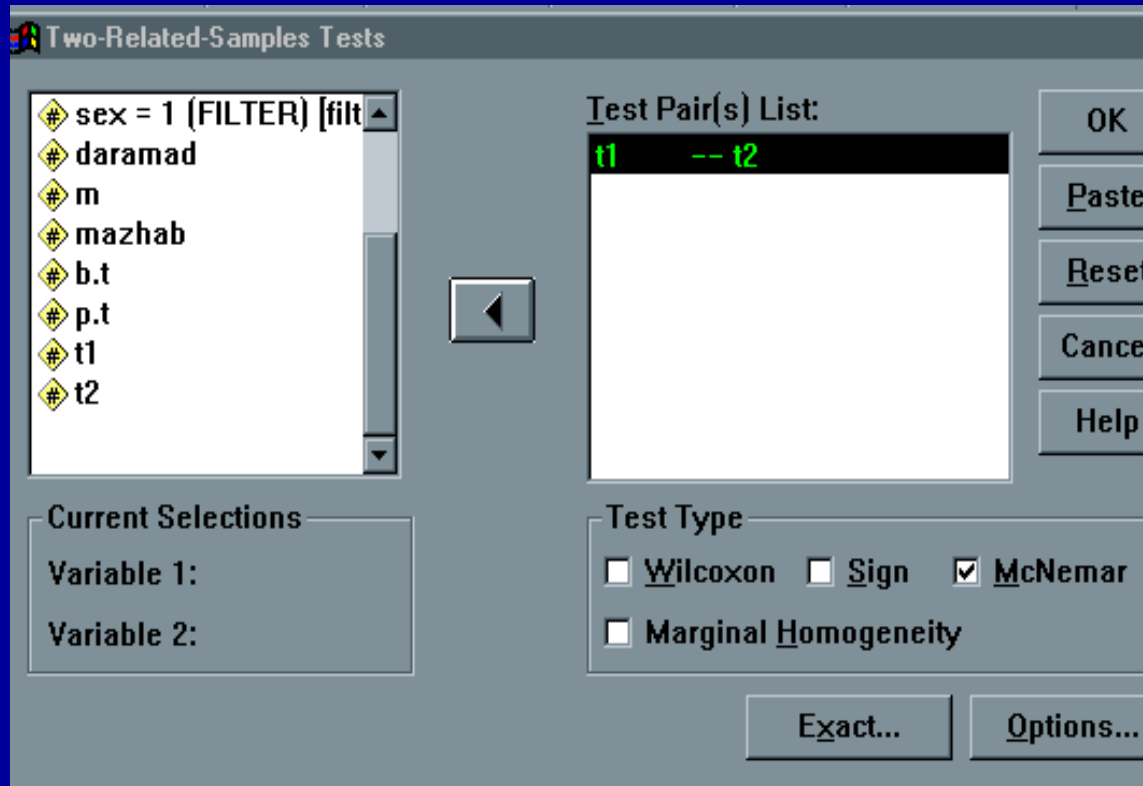 Two-Related-Samples Tests
sex = 1 (FILTER) [filt
daramad
m
mazhab
b.t
p.t
t1
t2
Test Pair(s) List:
t1 -- t2
OK
Paste
Reset
Cance
Help
Current Selections
Variable 1:
Variable 2:
Test Type
Wilcoxon Sign McNemar
Marginal Homogeneity
Exact... Options...